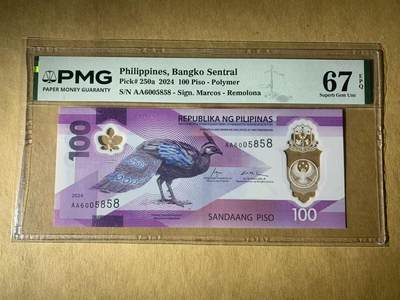 PMG
PAPER MONEY GUARANTY
Philippines, Bangko Sentral
Pick# 250a 2024 100 Piso - Polymer
S/N AA6005858 - Sign. Marcos - Remolona
67 EPQ
Superb Gem Unc
REPUBLIKA NG PILIPINAS
100
AA6005858
2024
AA6005858
SANDAANG PISO
100